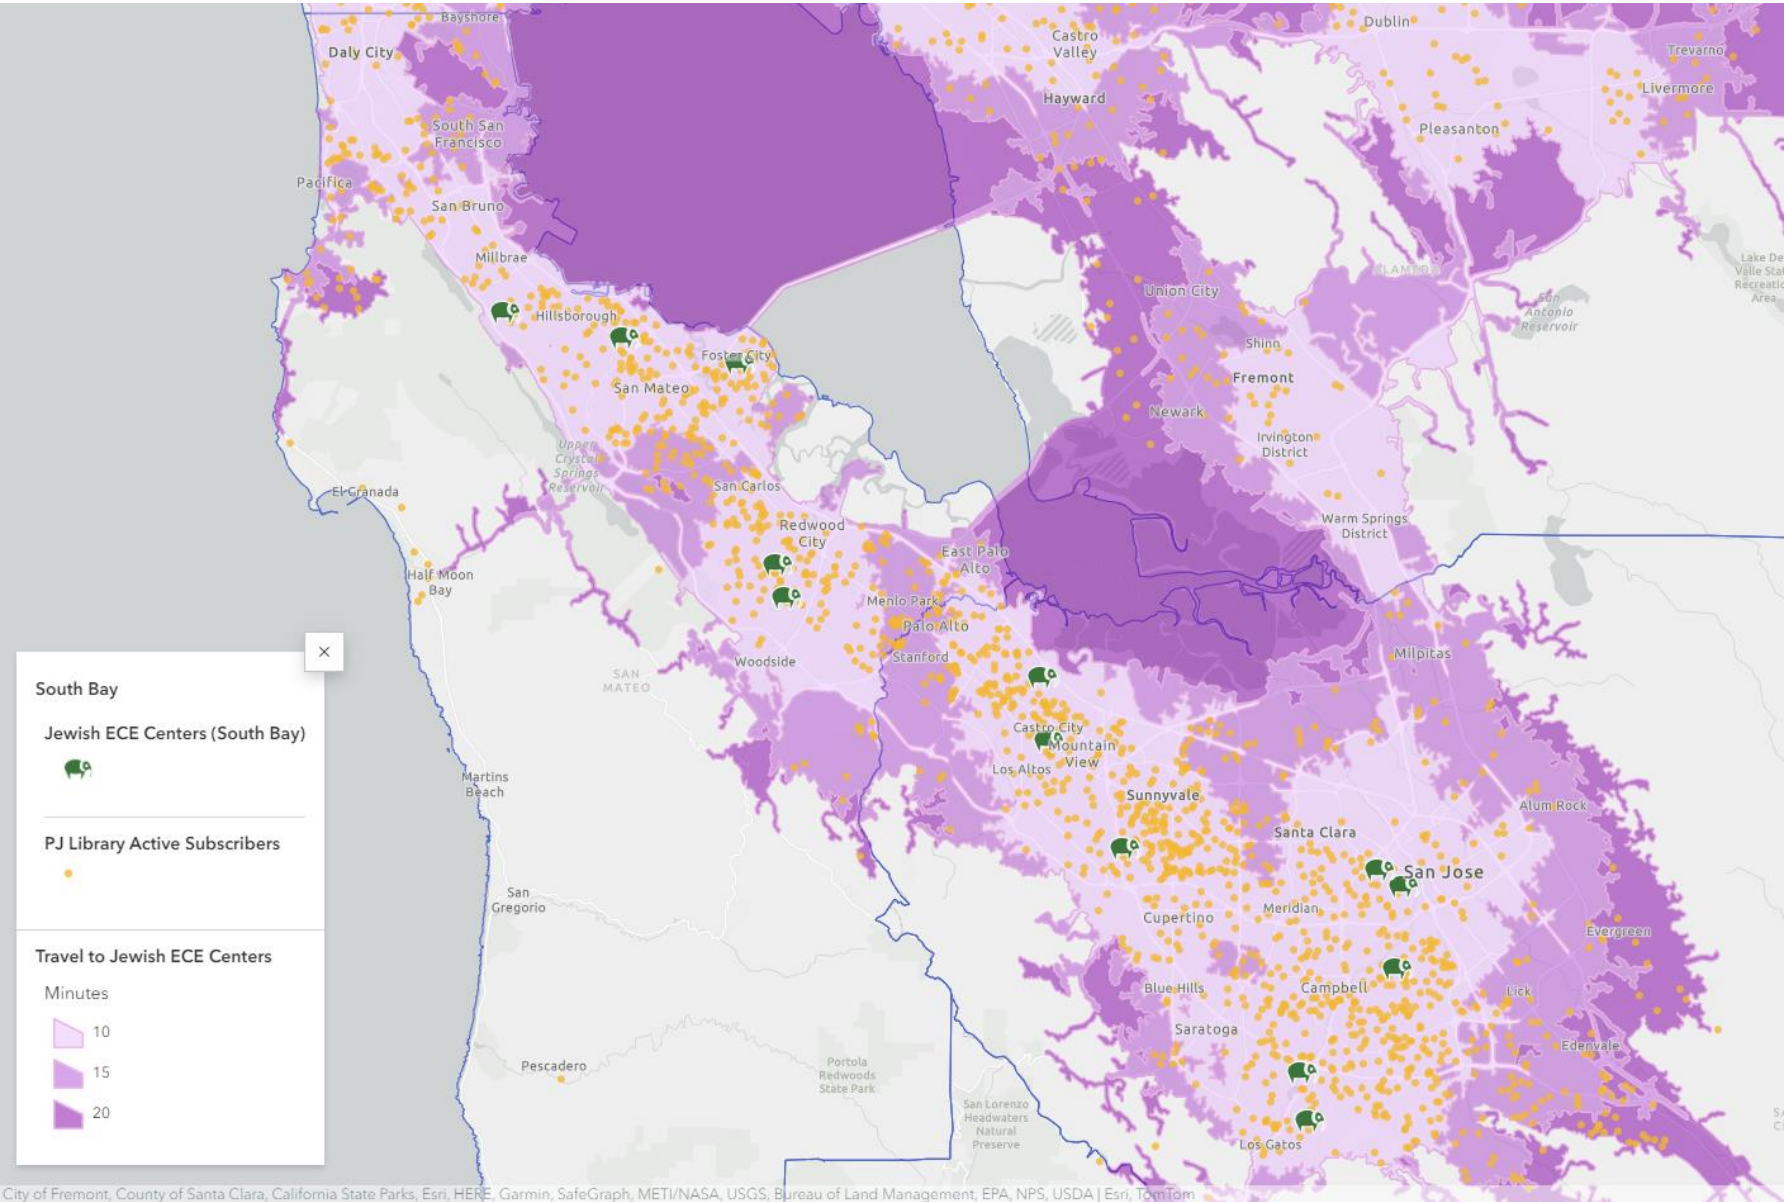 Bayshore
Daly City
South San
Francisco
Pacifica
San Bruno
Millbrae
Hillsborough
Foster City
San Mateo
Upper
Crystal
Springs
Reservoir
San Carlos
El Granada
Redwood
City
East Palo
Alto
Half Moon
Bay
Menlo Park
Palo Alto
Stanford
Woodside
SAN
MATEO
Castro
Valley
Hayward
Dublin
Trevarno
Livermore
Pleasanton
Union City
ALAMEDA
San
Antonio
Reservoir
Lake De
Valle Stat
Recreatio
Area
Shinn
Fremont
Newark
Irvington
District
Warm Springs
District
Milpitas
Castro City
Mountain
View
Los Altos
Sunnyvale
Santa Clara
Alum Rock
San Jose
Meridian
Cupertino
Evergreen
Blue Hills
Campbell
Lick
Saratoga
Edenvale
Los Gatos
Martins
Beach
San
Gregorio
Pescadero
Portola
Redwoods
State Park
San Lorenzo
Headwaters
Natural
Preserve
South Bay
Jewish ECE Centers (South Bay)
PJ Library Active Subscribers
Travel to Jewish ECE Centers
Minutes
10
15
20
City of Fremont, County of Santa Clara, California State Parks, Esri, HERE, Garmin, SafeGraph, METI/NASA, USGS, Bureau of Land Management, EPA, NPS, USDA | Esri, TomTom